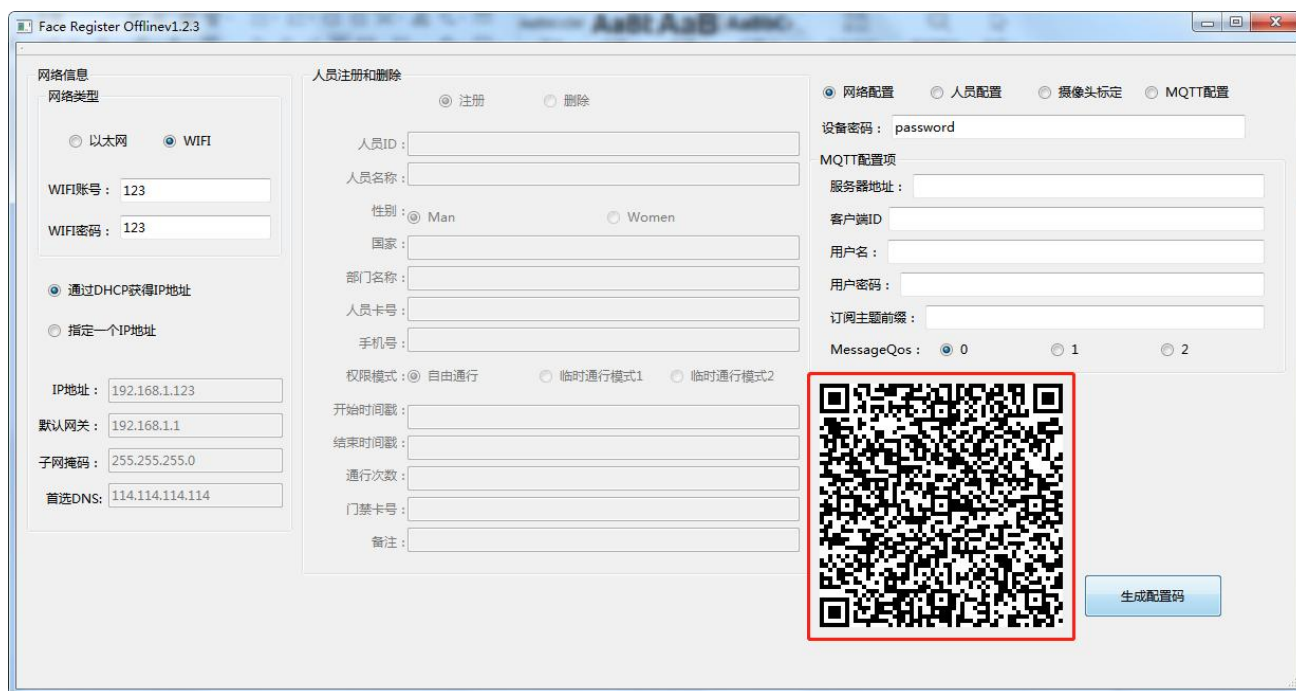 AaBb AaB AaBbC
Face Register Offlinev1.2.3
网络信息
网络类型
以太网 WIFI
WIFI账号： 123
WIFI密码： 123
通过DHCP获得IP地址
指定一个IP地址
IP地址： 192.168.1.123
默认网关： 192.168.1.1
子网掩码： 255.255.255.0
首选DNS: 114.114.114.114
人员注册和删除
注册 删除
人员ID：
人员名称：
性别： Man Women
国家：
部门名称：
人员卡号：
手机号：
权限模式： 自由通行 临时通行模式1 临时通行模式2
开始时间戳：
结束时间戳：
通行次数：
门禁卡号：
备注：
网络配置 人员配置 摄像头标定 MQTT配置
设备密码： password
MQTT配置项
服务器地址：
客户端ID
用户名：
用户密码：
订阅主题前缀：
MessageQos： 0 1 2
生成配置码